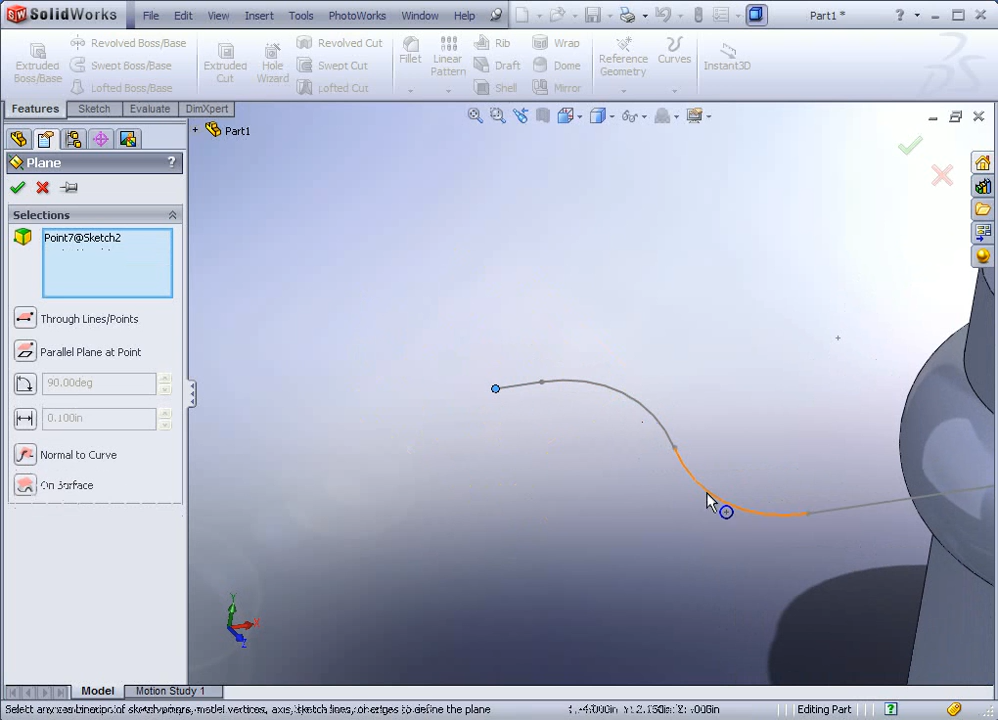 SolidWorks File Edit View Insert Tools PhotoWorks Window Help Part1 * ?
Extruded Boss/Base
Revolved Boss/Base
Swept Boss/Base
Lofted Boss/Base
Extruded Cut
Hole Wizard
Revolved Cut
Swept Cut
Lofted Cut
Fillet
Linear Pattern
Rib
Draft
Shell
Wrap
Dome
Mirror
Reference Geometry
Curves
Instant3D
Features Sketch Evaluate DimXpert
+ Part1
Plane ?
Selections
Point7@Sketch2
Through Lines/Points
Parallel Plane at Point
90.00deg
0.100in
Normal to Curve
On Surface
Y
X
Z
Model Motion Study 1
to define the plane Editing Part ?